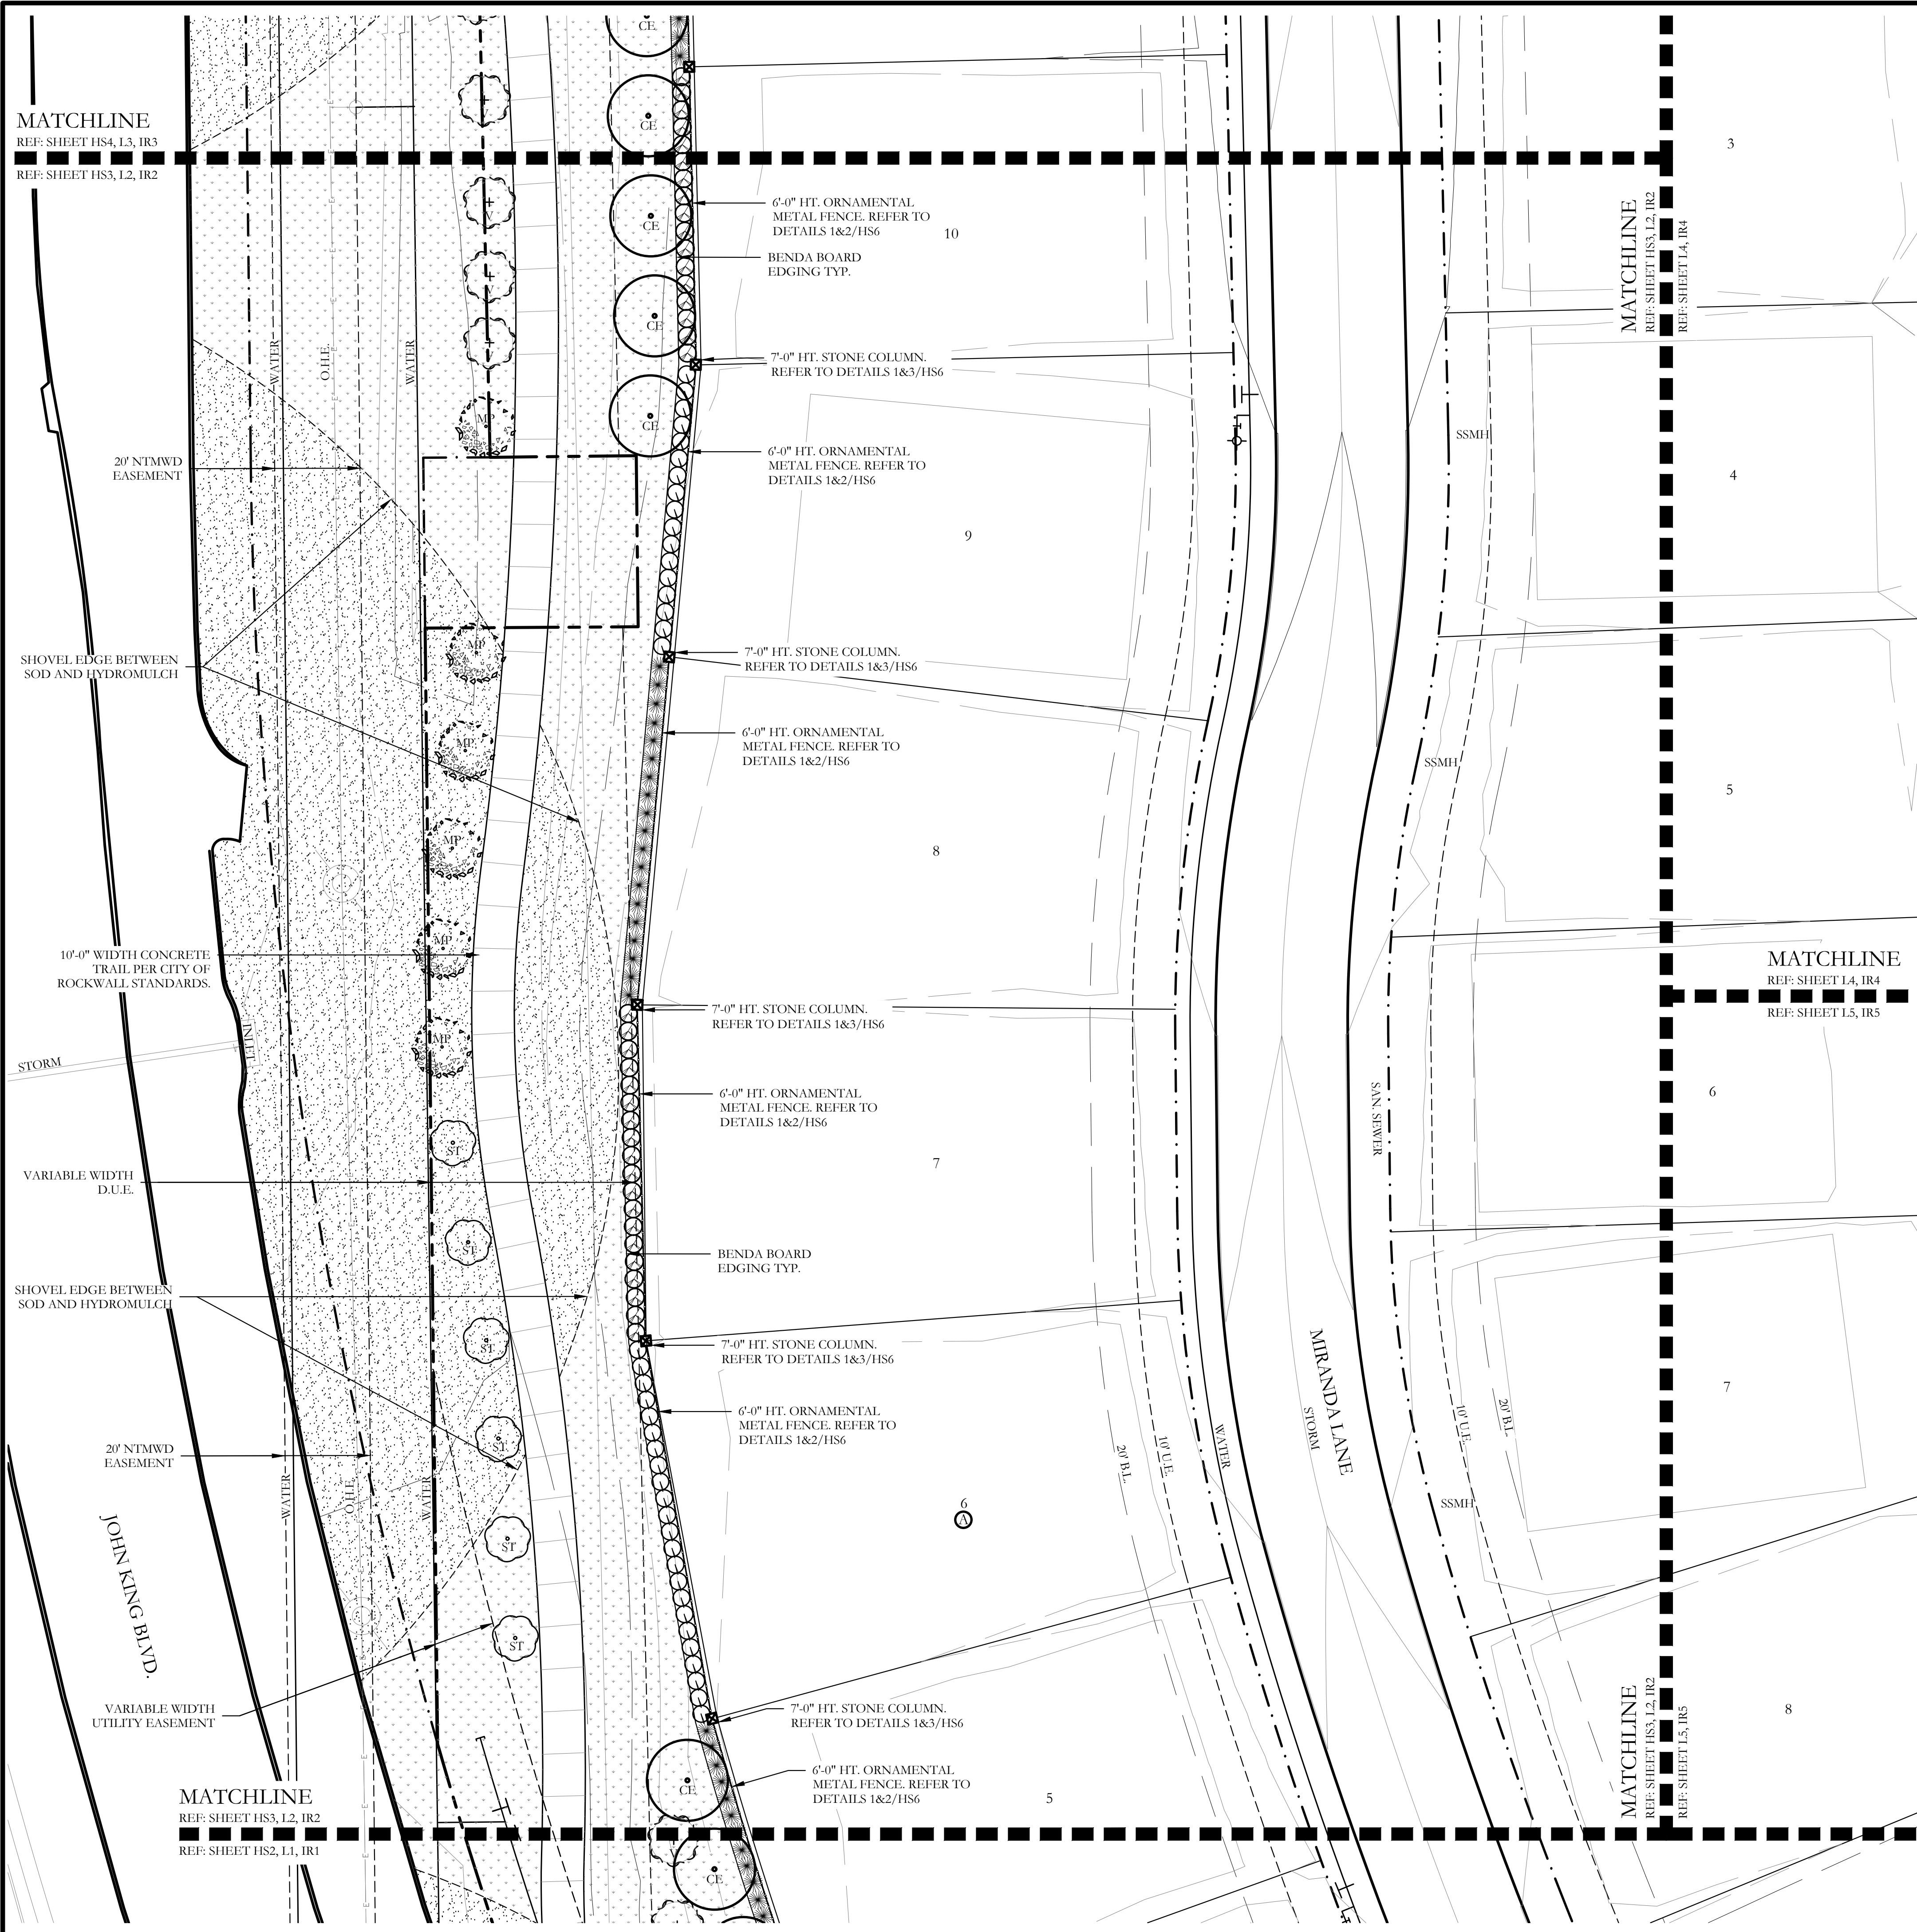 CE
CE
MATCHLINE
REF: SHEET HS4, L3, IR3
REF: SHEET HS3, L2, IR2
3
V
6'-0" HT. ORNAMENTAL
METAL FENCE. REFER TO
DETAILS 1&2/HS6
CE
10
BENDA BOARD
EDGING TYP.
V
CE
MATCHLINE
REF: SHEET HS3, L2, IR2
REF: SHEET L4, IR4
WATER
O.H.E.
WATER
7'-0" HT. STONE COLUMN.
REFER TO DETAILS 1&3/HS6
MP
CE
SSMH
20' NTMWD
EASEMENT
6'-0" HT. ORNAMENTAL
METAL FENCE. REFER TO
DETAILS 1&2/HS6
4
9
MP
SHOVEL EDGE BETWEEN
SOD AND HYDROMULCH
7'-0" HT. STONE COLUMN.
REFER TO DETAILS 1&3/HS6
MP
6'-0" HT. ORNAMENTAL
METAL FENCE. REFER TO
DETAILS 1&2/HS6
SSMH
5
MP
8
MP
10'-0" WIDTH CONCRETE
TRAIL PER CITY OF
ROCKWALL STANDARDS.
MATCHLINE
REF: SHEET L4, IR4
REF: SHEET L5, IR5
7'-0" HT. STONE COLUMN.
REFER TO DETAILS 1&3/HS6
INLET
MP
STORM
6'-0" HT. ORNAMENTAL
METAL FENCE. REFER TO
DETAILS 1&2/HS6
SAN. SEWER
6
ST
7
VARIABLE WIDTH
D.U.E.
ST
BENDA BOARD
EDGING TYP.
SHOVEL EDGE BETWEEN
SOD AND HYDROMULCH
ST
7'-0" HT. STONE COLUMN.
REFER TO DETAILS 1&3/HS6
MIRANDA LANE
7
6'-0" HT. ORNAMENTAL
METAL FENCE. REFER TO
DETAILS 1&2/HS6
STORM
10' U.E.
20' B.L.
20' NTMWD
EASEMENT
ST
20' B.L.
10' U.E.
WATER
WATER
O.H.E.
WATER
6
A
SSMH
JOHN KING BLVD.
ST
ST
VARIABLE WIDTH
UTILITY EASEMENT
7'-0" HT. STONE COLUMN.
REFER TO DETAILS 1&3/HS6
8
MATCHLINE
REF: SHEET HS3, L2, IR2
REF: SHEET L5, IR5
CE
6'-0" HT. ORNAMENTAL
METAL FENCE. REFER TO
DETAILS 1&2/HS6
5
MATCHLINE
REF: SHEET HS3, L2, IR2
REF: SHEET HS2, L1, IR1
CE